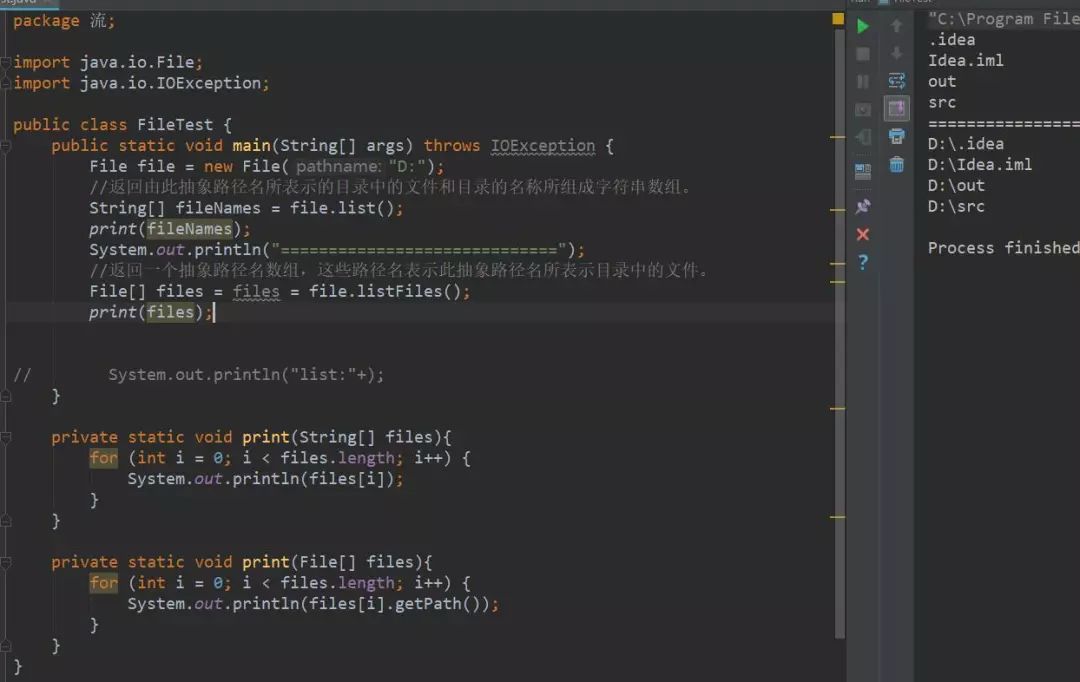 package 流;
import java.io.File;
import java.io.IOException;
public class FileTest {
public static void main(String[] args) throws IOException {
File file = new File( pathname: "D:");
//返回由此抽象路径名所表示的目录中的文件和目录的名称所组成字符串数组。
String[] fileNames = file.list();
print(fileNames);
System.out.println("=============================");
//返回一个抽象路径名数组，这些路径名表示此抽象路径名所表示目录中的文件。
File[] files = files = file.listFiles();
print(files);
// System.out.println("list:"+);
}
private static void print(String[] files){
for (int i = 0; i < files.length; i++) {
System.out.println(files[i]);
}
}
private static void print(File[] files){
for (int i = 0; i < files.length; i++) {
System.out.println(files[i].getPath());
}
}
}
"C:\Program File
.idea
Idea.iml
out
src
================
D:\.idea
D:\Idea.iml
D:\out
D:\src
Process finished